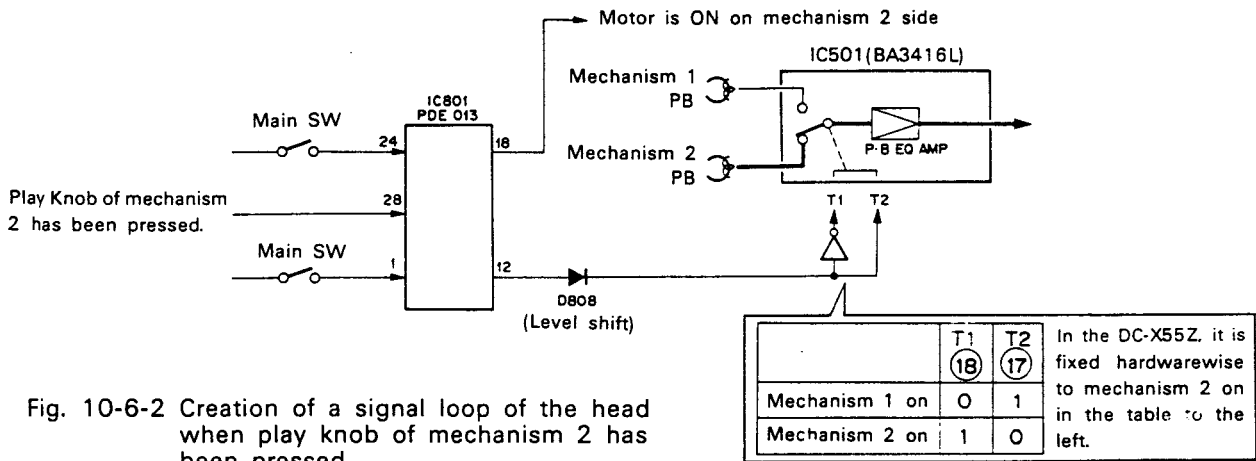 Motor is ON on mechanism 2 side
IC501(BA3416L)
Mechanism 1
PB
IC801
PDE 013
Main SW
24
18
Mechanism 2
PB
P·B EQ AMP
Play Knob of mechanism
2 has been pressed.
28
T1 T2
Main SW
1
12
D808
(Level shift)
T1 T2
18 17
Mechanism 1 on 0 1
Mechanism 2 on 1 0
In the DC-X55Z, it is
fixed hardwarewise
to mechanism 2 on
in the table to the
left.
Fig. 10-6-2 Creation of a signal loop of the head
when play knob of mechanism 2 has
been pressed